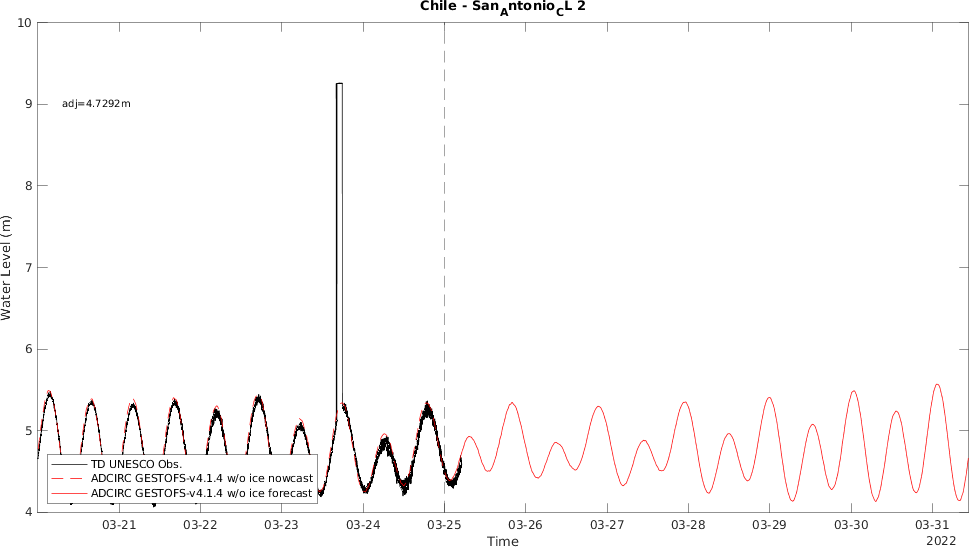 Chile - San_Antonio_CL 2
10
9
8
7
6
5
4
Water Level (m)
adj=4.7292m
TD UNESCO Obs.
ADCIRC GESTOFS-v4.1.4 w/o ice nowcast
ADCIRC GESTOFS-v4.1.4 w/o ice forecast
03-21
03-22
03-23
03-24
03-25
03-26
03-27
03-28
03-29
03-30
03-31
Time
2022